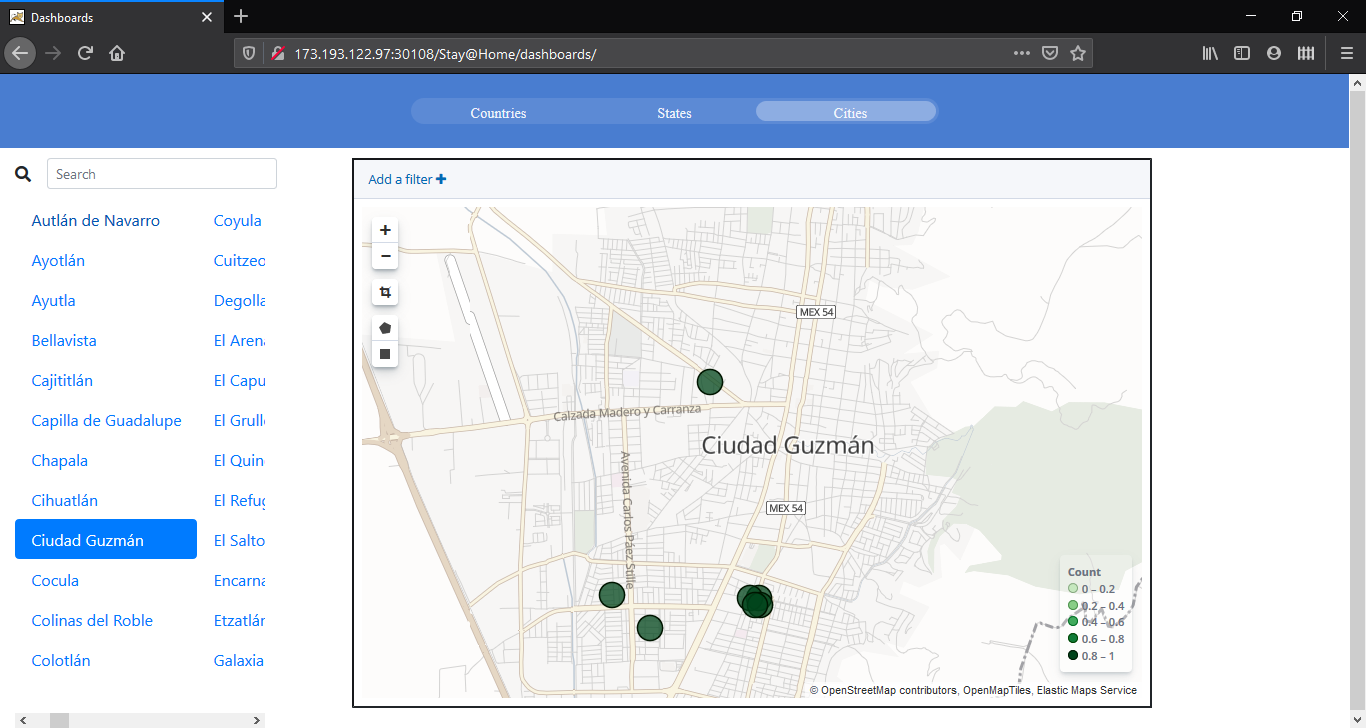 Dashboards
173.193.122.97:30108/Stay@Home/dashboards/
Countries States Cities
Search
Add a filter
Autlán de Navarro Coyula
Ayotlán Cuitzeo
Ayutla Degolla
Bellavista El Arena
Cajititlán El Capu
Capilla de Guadalupe El Grullo
Chapala El Quin
Cihuatlán El Refug
Ciudad Guzmán El Salto
Cocula Encarna
Colinas del Roble Etzatlán
Colotlán Galaxia
MEX 54
Calzada Madero y Carranza
Ciudad Guzmán
Avenida Carlos Páez Stille
MEX 54
Count
0 – 0.2
0.2 – 0.4
0.4 – 0.6
0.6 – 0.8
0.8 – 1
© OpenStreetMap contributors, OpenMapTiles, Elastic Maps Service